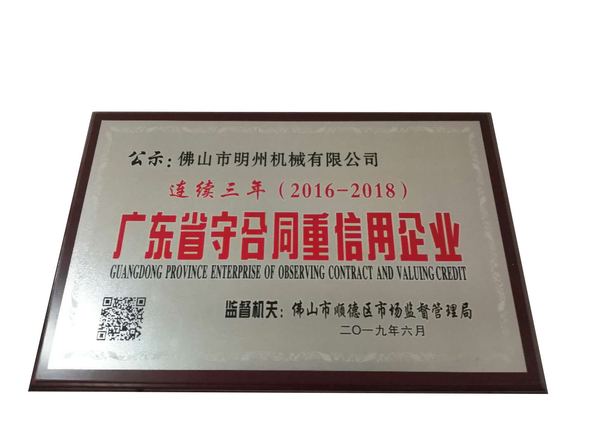 公示：佛山市明州机械有限公司
连续三年（2016-2018）
广东省守合同重信用企业
GUANGDONG PROVINCE ENTERPRISE OF OBSERVING CONTRACT AND VALUING CREDIT
监督机关：佛山市顺德区市场监督管理局
二〇一九年六月